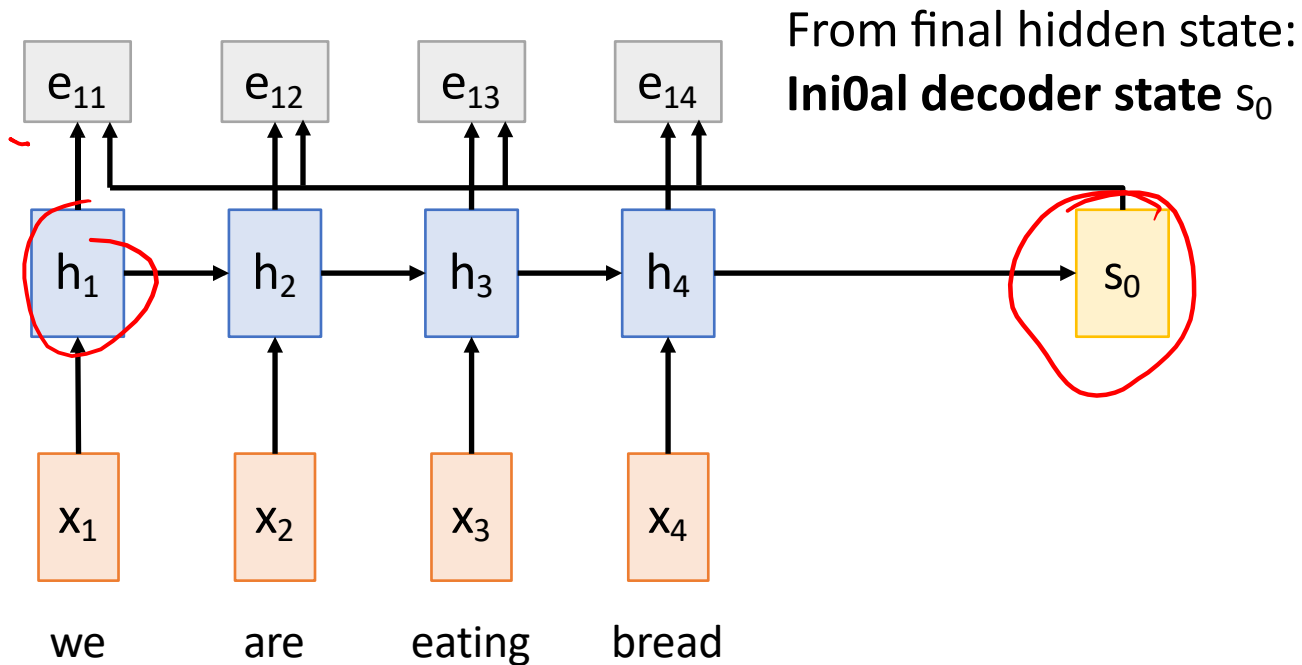 From final hidden state:
Ini0al decoder state s₀
e₁₁ e₁₂ e₁₃ e₁₄
h₁ h₂ h₃ h₄ s₀
x₁ x₂ x₃ x₄
we are eating bread